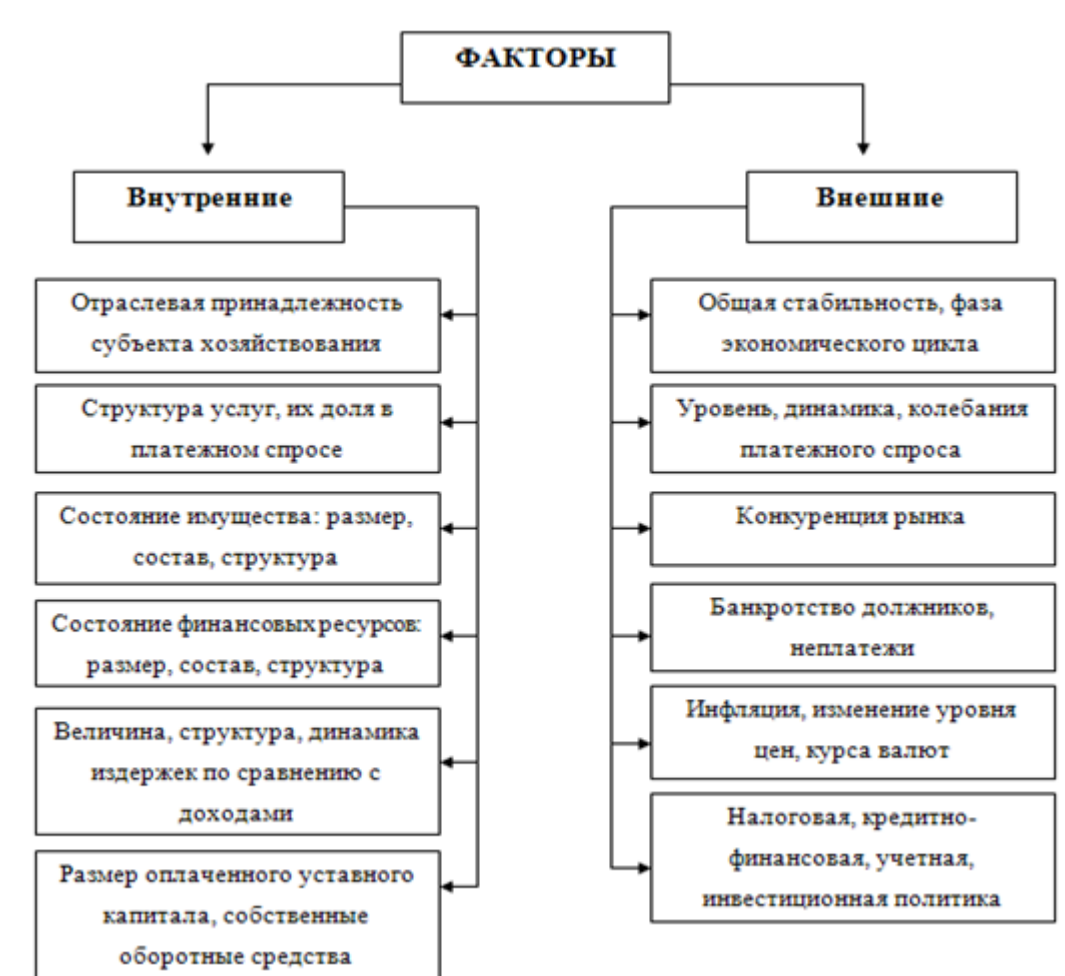 ФАКТОРЫ
Внутренние
Отраслевая принадлежность
субъекта хозяйствования
Структура услуг, их доля в
платежном спросе
Состояние имущества: размер,
состав, структура
Состояние финансовых ресурсов:
размер, состав, структура
Величина, структура, динамика
издержек по сравнению с
доходами
Размер оплаченного уставного
капитала, собственные
оборотные средства
Внешние
Общая стабильность, фаза
экономического цикла
Уровень, динамика, колебания
платежного спроса
Конкуренция рынка
Банкротство должников,
неплатежи
Инфляция, изменение уровня
цен, курса валют
Налоговая, кредитно-
финансовая, учетная,
инвестиционная политика